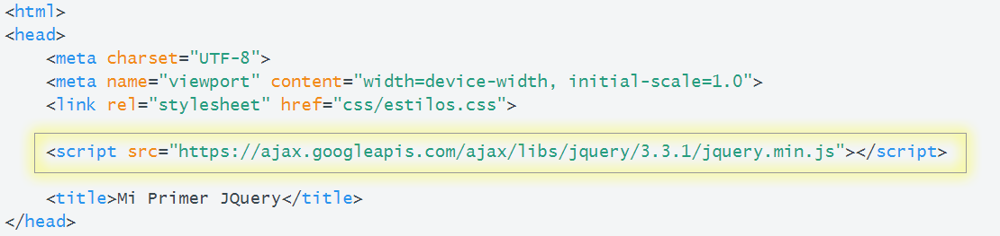 <html>
<head>
    <meta charset="UTF-8">
    <meta name="viewport" content="width=device-width, initial-scale=1.0">
    <link rel="stylesheet" href="css/estilos.css">
    <script src="https://ajax.googleapis.com/ajax/libs/jquery/3.3.1/jquery.min.js"></script>
    <title>Mi Primer JQuery</title>
</head>